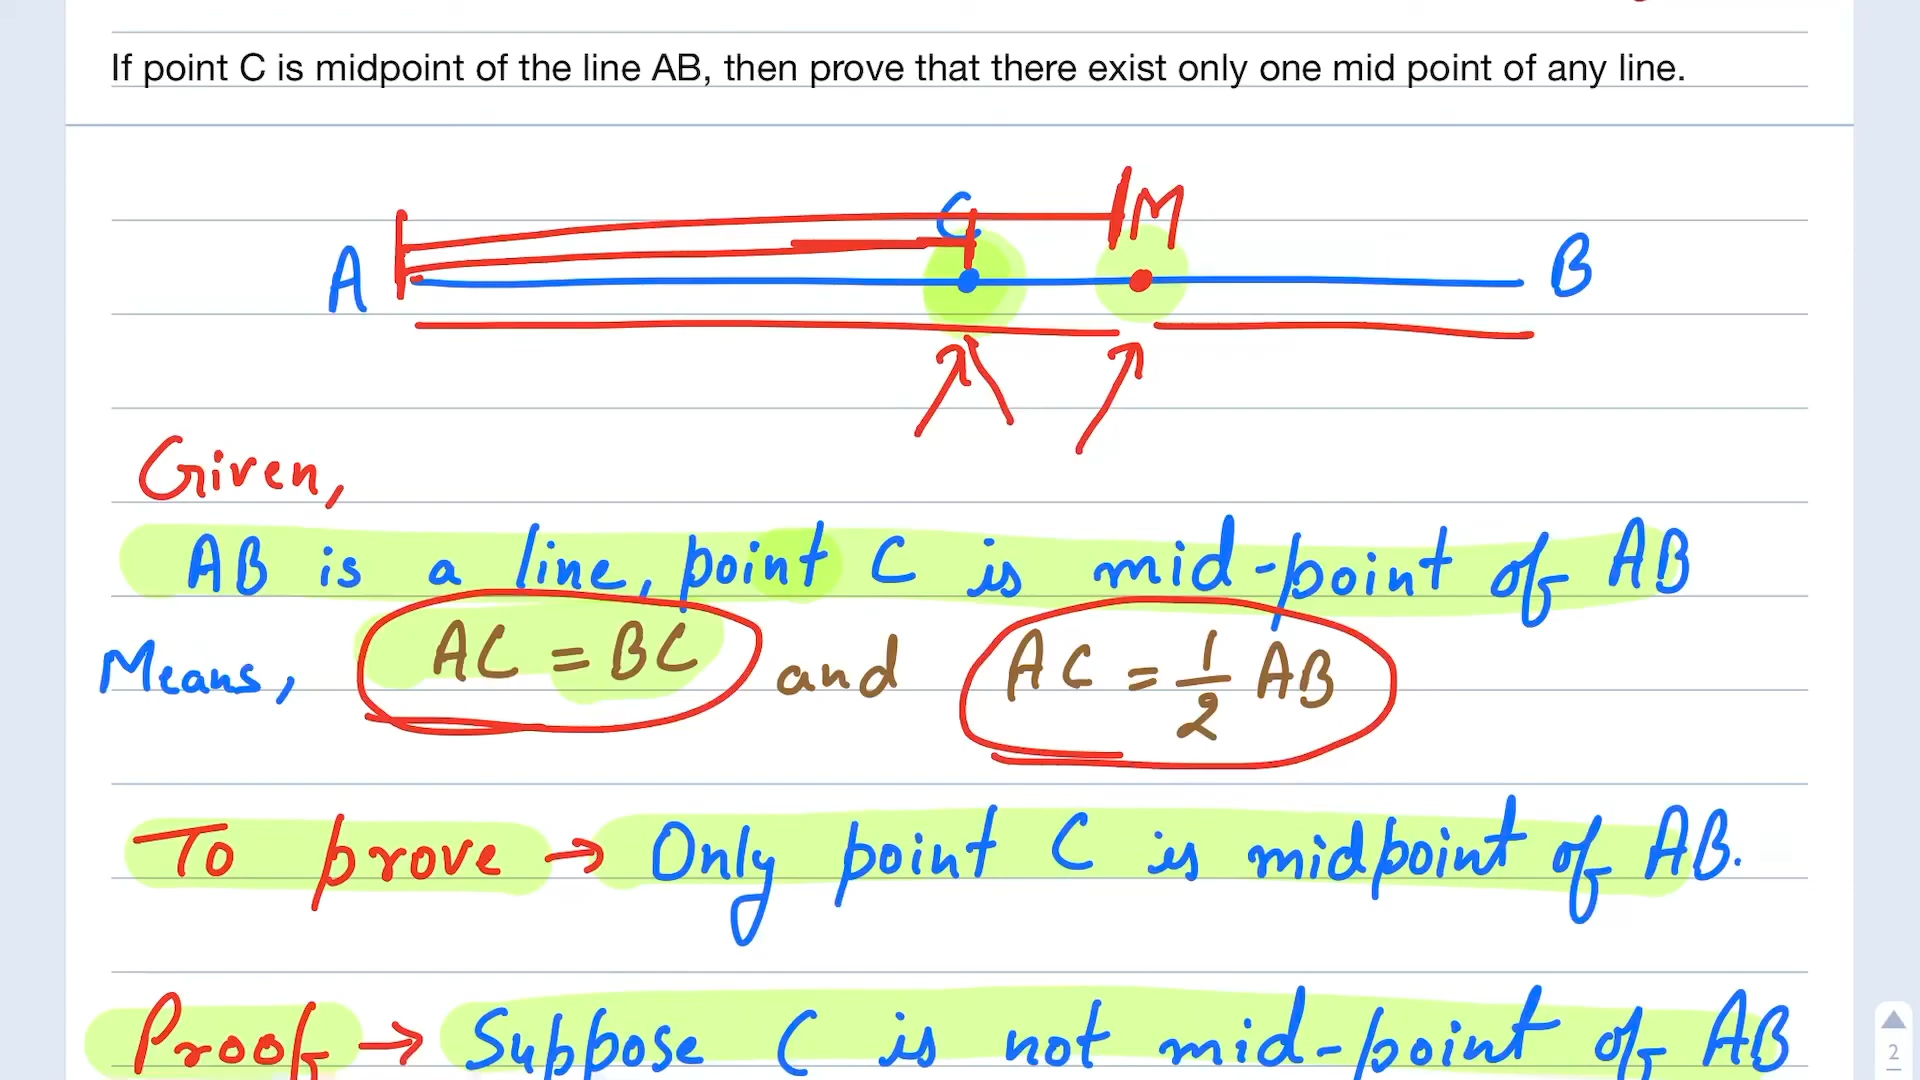 If point C is midpoint of the line AB, then prove that there exist only one mid point of any line.
A C M B
Given,
AB is a line, point C is mid-point of AB
Means, AC = BC and AC = 1/2 AB
To prove → Only point C is midpoint of AB.
Proof → Suppose C is not mid-point of AB
2